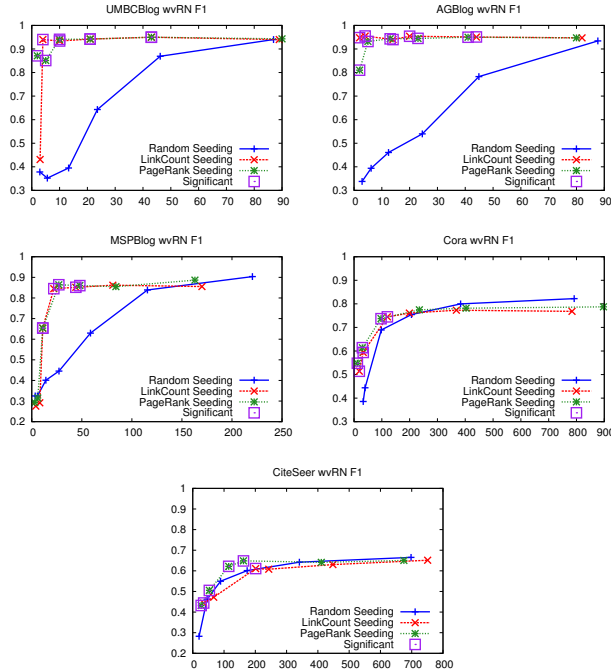 UMBCBlog wvRN F1
1
0.9
0.8
0.7
0.6
0.5
0.4
0.3
0 10 20 30 40 50 60 70 80 90
Random Seeding
LinkCount Seeding
PageRank Seeding
Significant
AGBlog wvRN F1
1
0.9
0.8
0.7
0.6
0.5
0.4
0.3
0 10 20 30 40 50 60 70 80 90
Random Seeding
LinkCount Seeding
PageRank Seeding
Significant
MSPBlog wvRN F1
1
0.9
0.8
0.7
0.6
0.5
0.4
0.3
0.2
0 50 100 150 200 250
Random Seeding
LinkCount Seeding
PageRank Seeding
Significant
Cora wvRN F1
1
0.9
0.8
0.7
0.6
0.5
0.4
0.3
0 100 200 300 400 500 600 700 800 900
Random Seeding
LinkCount Seeding
PageRank Seeding
Significant
CiteSeer wvRN F1
1
0.9
0.8
0.7
0.6
0.5
0.4
0.3
0.2
0 100 200 300 400 500 600 700 800
Random Seeding
LinkCount Seeding
PageRank Seeding
Significant